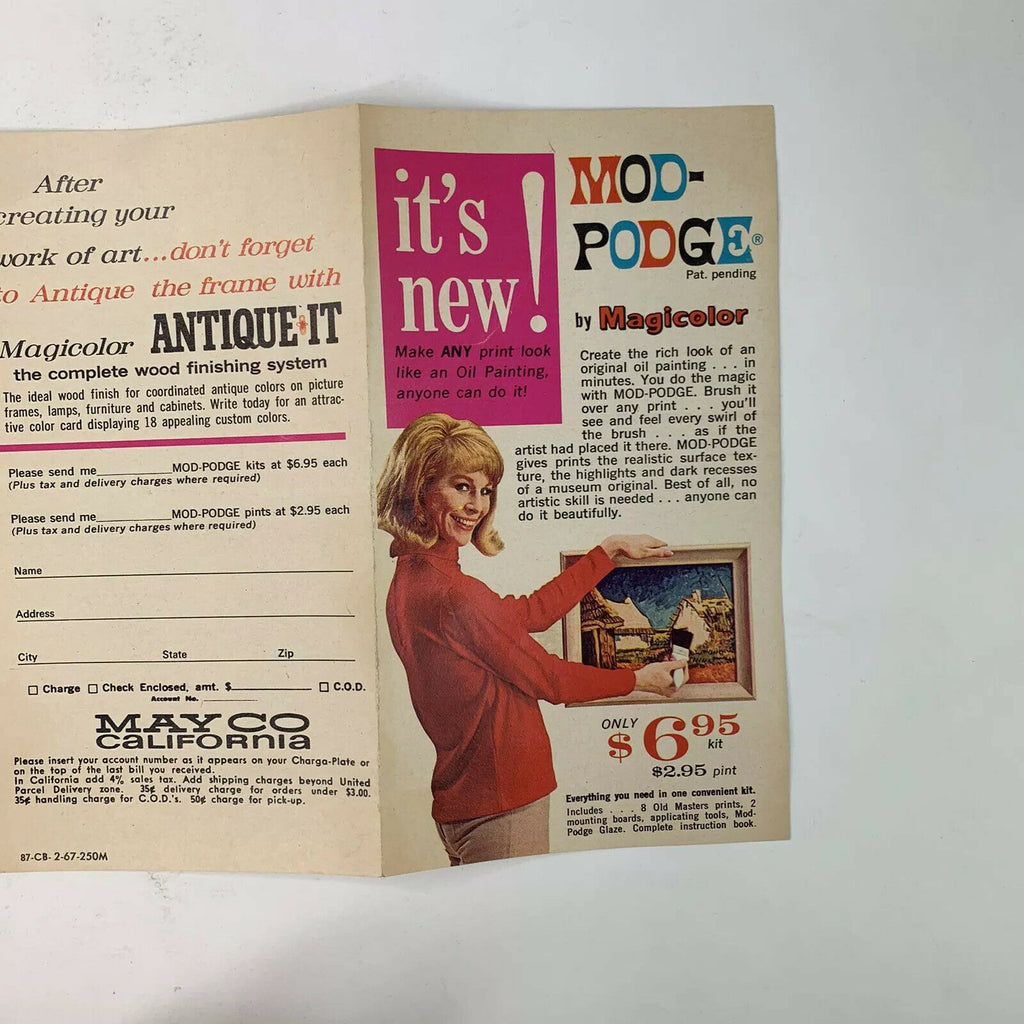 After
creating your
work of art...don't forget
to Antique the frame with
Magicolor ANTIQUE-IT
the complete wood finishing system
The ideal wood finish for coordinated antique colors on picture
frames, lamps, furniture and cabinets. Write today for an attrac-
tive color card displaying 18 appealing custom colors.
Please send me__________MOD-PODGE kits at $6.95 each
(Plus tax and delivery charges where required)
Please send me__________MOD-PODGE pints at $2.95 each
(Plus tax and delivery charges where required)
Name
Address
City State Zip
☐ Charge ☐ Check Enclosed, amt. $__________ ☐ C.O.D.
Account No. __________
MAY CO
CALIFORNIA
Please insert your account number as it appears on your Charga-Plate or
on the top of the last bill you received.
In California add 4% sales tax. Add shipping charges beyond United
Parcel Delivery zone. 35¢ delivery charge for orders under $3.00.
35¢ handling charge for C.O.D.'s. 50¢ charge for pick-up.
87-CB- 2-67-250M
it's
new!
Make ANY print look
like an Oil Painting,
anyone can do it!
MOD-
PODGE®
Pat. pending
by Magicolor
Create the rich look of an
original oil painting . . . in
minutes. You do the magic
with MOD-PODGE. Brush it
over any print . . . you'll
see and feel every swirl of
the brush . . . as if the
artist had placed it there. MOD-PODGE
gives prints the realistic surface tex-
ture, the highlights and dark recesses
of a museum original. Best of all, no
artistic skill is needed . . . anyone can
do it beautifully.
ONLY
$6.95
kit
$2.95 pint
Everything you need in one convenient kit.
Includes . . . 8 Old Masters prints, 2
mounting boards, applicating tools, Mod-
Podge Glaze. Complete instruction book.